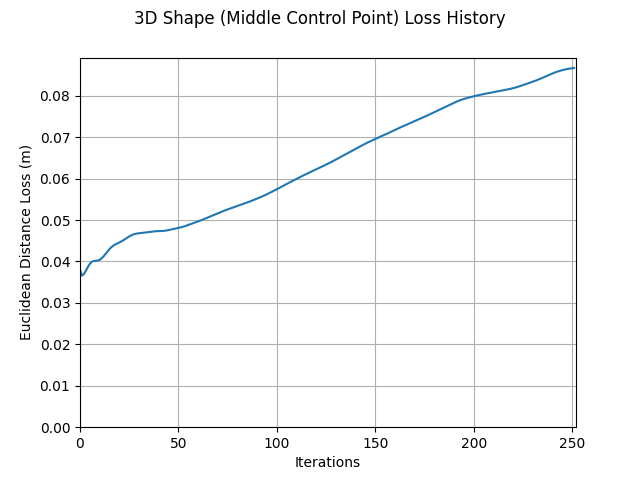 3D Shape (Middle Control Point) Loss History
Euclidean Distance Loss (m)
0.08
0.07
0.06
0.05
0.04
0.03
0.02
0.01
0.00
0 50 100 150 200 250
Iterations